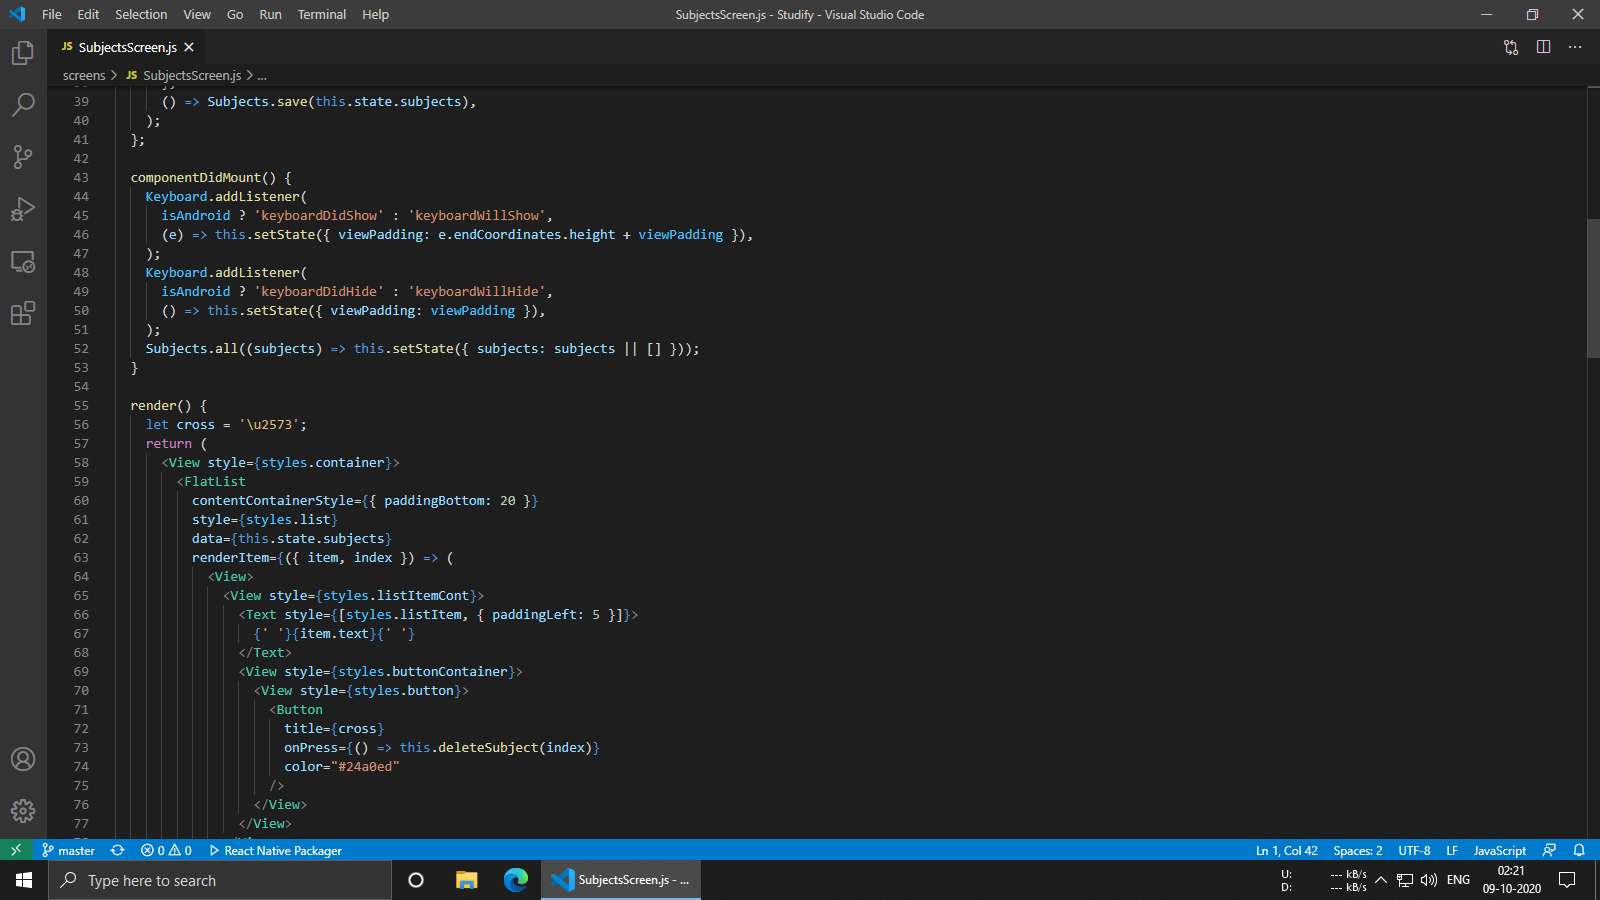 File Edit Selection View Go Run Terminal Help
SubjectsScreen.js - Studify - Visual Studio Code
JS SubjectsScreen.js
screens > JS SubjectsScreen.js > ...
39 () => Subjects.save(this.state.subjects),
40 );
41 };
42
43 componentDidMount() {
44 Keyboard.addListener(
45 isAndroid ? 'keyboardDidShow' : 'keyboardWillShow',
46 (e) => this.setState({ viewPadding: e.endCoordinates.height + viewPadding }),
47 );
48 Keyboard.addListener(
49 isAndroid ? 'keyboardDidHide' : 'keyboardWillHide',
50 () => this.setState({ viewPadding: viewPadding }),
51 );
52 Subjects.all((subjects) => this.setState({ subjects: subjects || [] }));
53 }
54
55 render() {
56 let cross = '\u2573';
57 return (
58 <View style={styles.container}>
59 <FlatList
60 contentContainerStyle={{ paddingBottom: 20 }}
61 style={styles.list}
62 data={this.state.subjects}
63 renderItem={({ item, index }) => (
64 <View>
65 <View style={styles.listItemCont}>
66 <Text style={[styles.listItem, { paddingLeft: 5 }]}>
67 {' '}{item.text}{' '}
68 </Text>
69 <View style={styles.buttonContainer}>
70 <View style={styles.button}>
71 <Button
72 title={cross}
73 onPress={() => this.deleteSubject(index)}
74 color="#24a0ed"
75 />
76 </View>
77 </View>
master 0 0 React Native Packager Ln 1, Col 42 Spaces: 2 UTF-8 LF JavaScript
Type here to search
SubjectsScreen.js - ...
U: --- kB/s
D: --- kB/s
ENG
02:21
09-10-2020